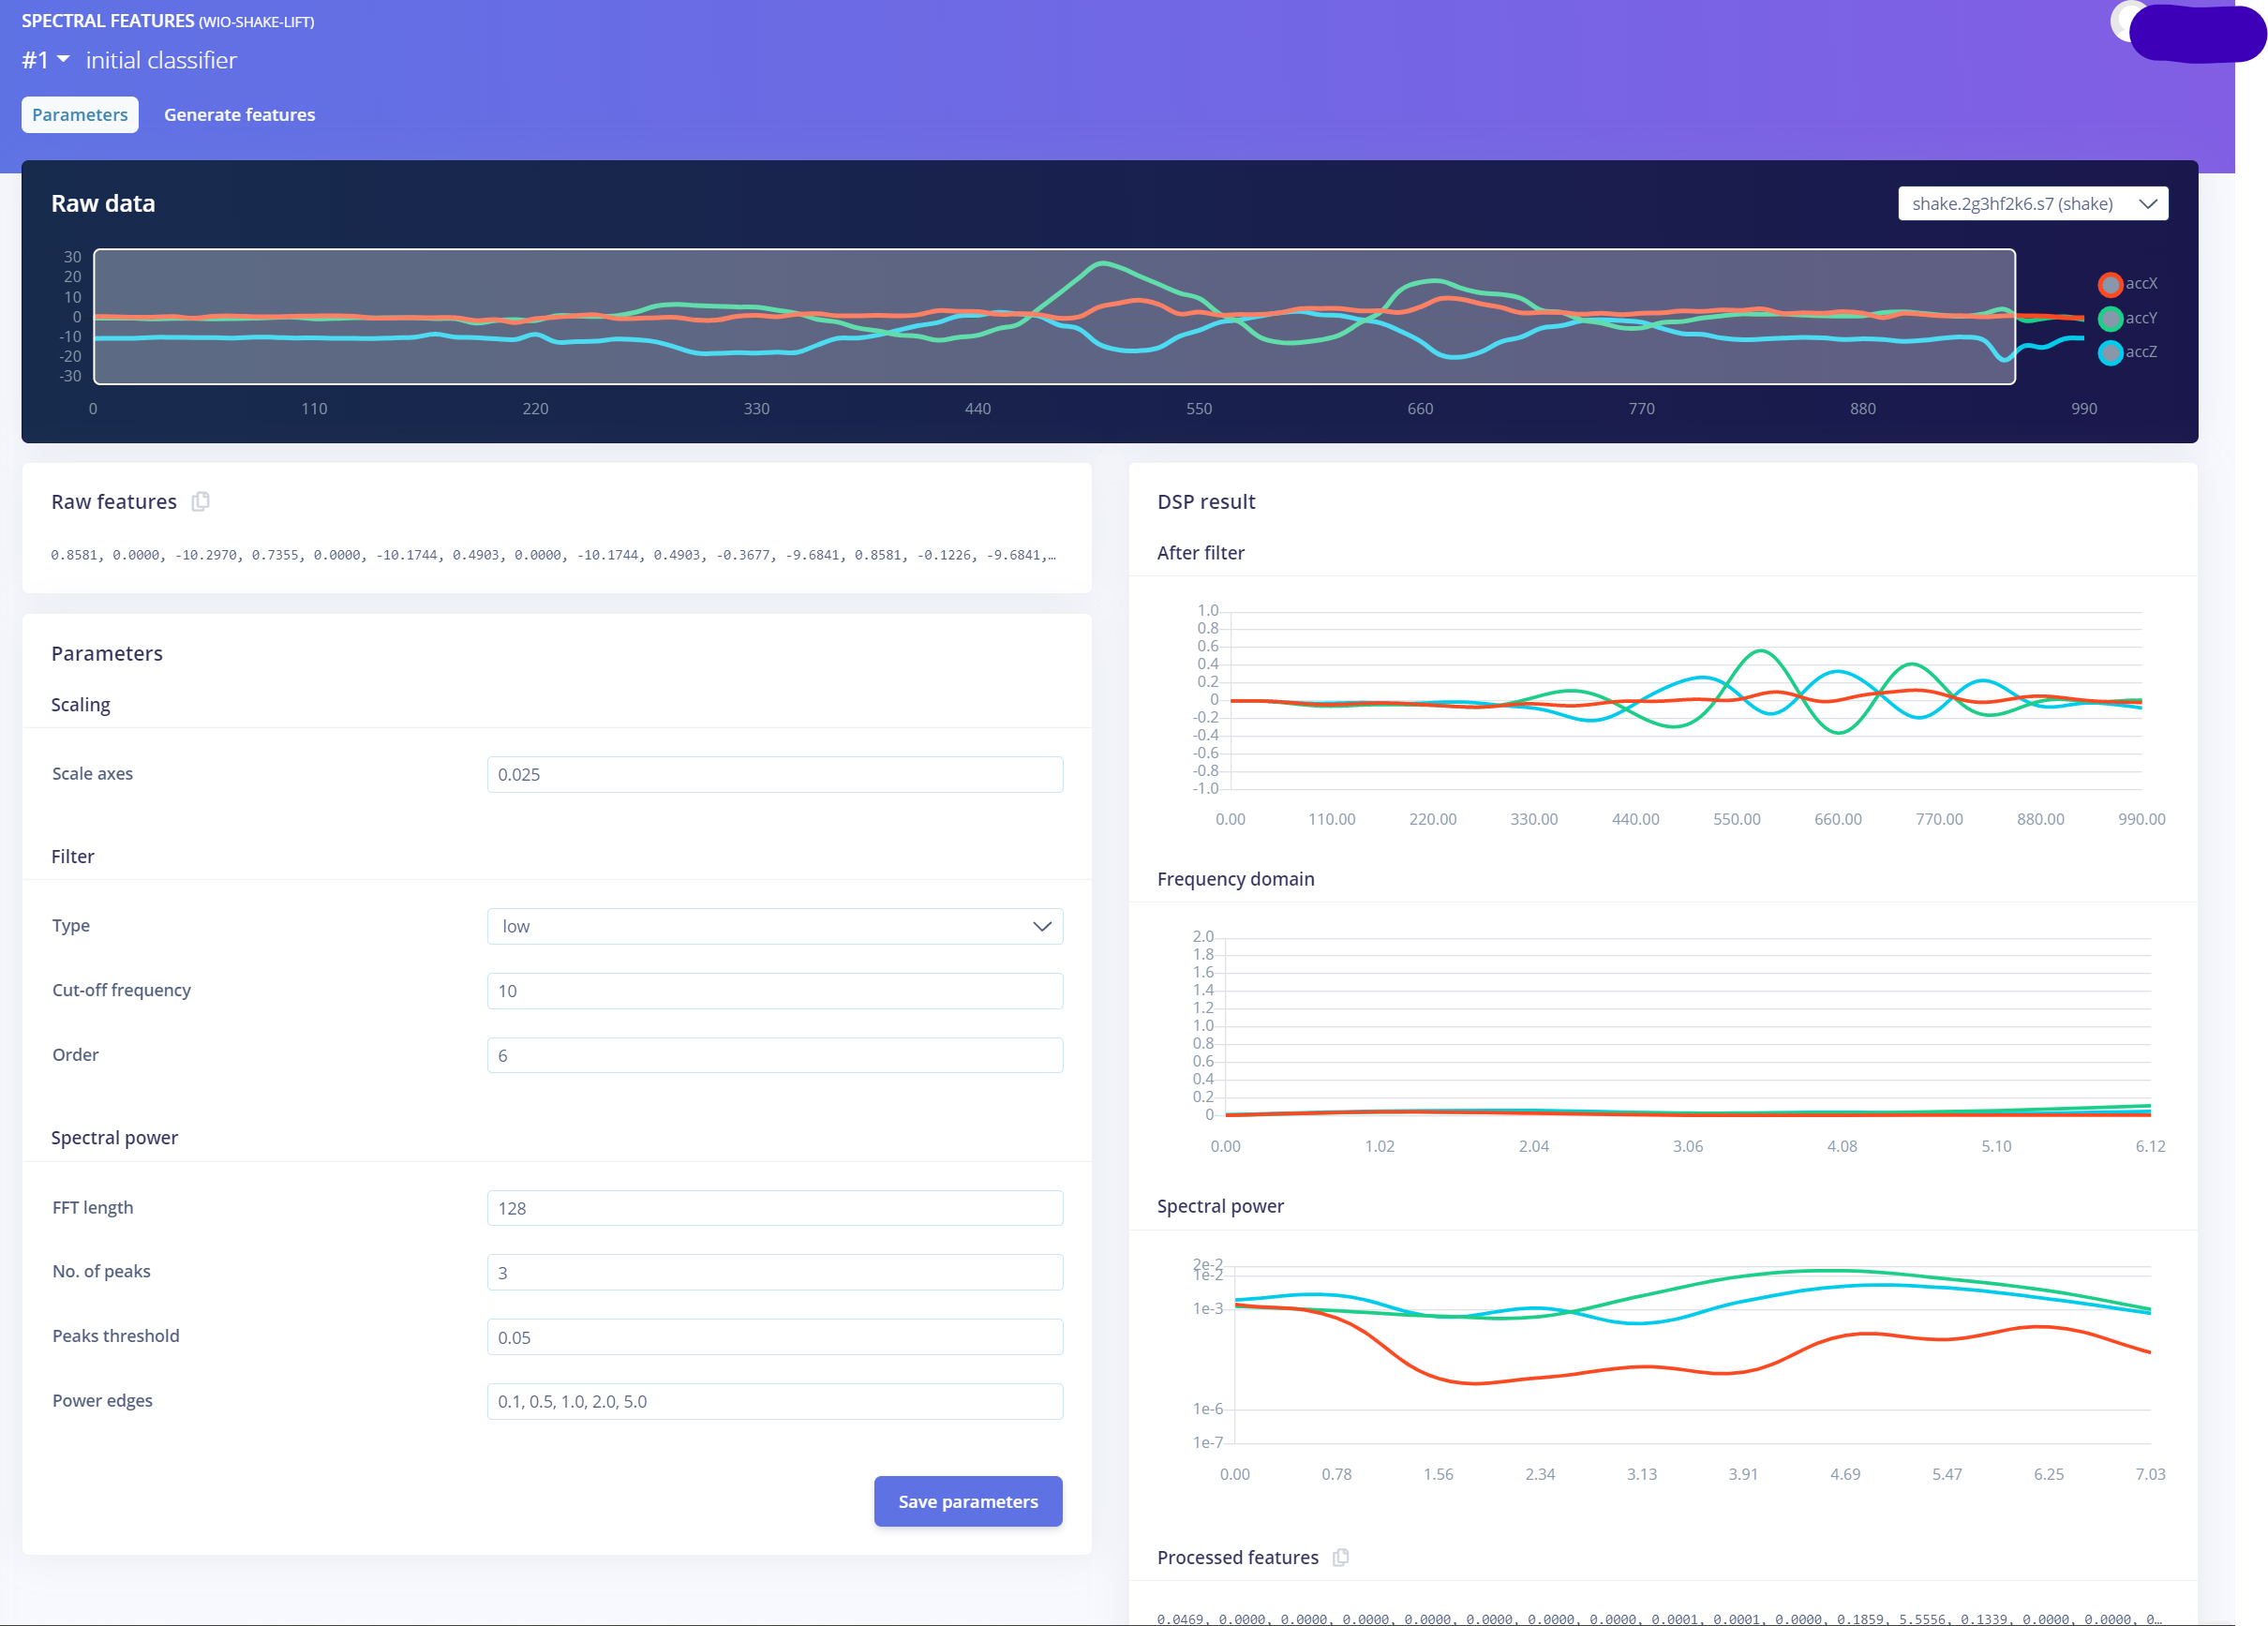 SPECTRAL FEATURES (WIO-SHAKE-LIFT)
#1 initial classifier
Parameters Generate features
Raw data
shake.2g3hf2k6.s7 (shake)
30
20
10
0
-10
-20
-30
0 110 220 330 440 550 660 770 880 990
accX
accY
accZ
Raw features
0.8581, 0.0000, -10.2970, 0.7355, 0.0000, -10.1744, 0.4903, 0.0000, -10.1744, 0.4903, -0.3677, -9.6841, 0.8581, -0.1226, -9.6841,…
Parameters
Scaling
Scale axes 0.025
Filter
Type low
Cut-off frequency 10
Order 6
Spectral power
FFT length 128
No. of peaks 3
Peaks threshold 0.05
Power edges 0.1, 0.5, 1.0, 2.0, 5.0
Save parameters
DSP result
After filter
1.0
0.8
0.6
0.4
0.2
0
-0.2
-0.4
-0.6
-0.8
-1.0
0.00 110.00 220.00 330.00 440.00 550.00 660.00 770.00 880.00 990.00
Frequency domain
2.0
1.8
1.6
1.4
1.2
1.0
0.8
0.6
0.4
0.2
0
0.00 1.02 2.04 3.06 4.08 5.10 6.12
Spectral power
2e-2
1e-2
1e-3
1e-6
1e-7
0.00 0.78 1.56 2.34 3.13 3.91 4.69 5.47 6.25 7.03
Processed features
0.0469, 0.0000, 0.0000, 0.0000, 0.0000, 0.0000, 0.0000, 0.0000, 0.0001, 0.0001, 0.0000, 0.1859, 5.5556, 0.1339, 0.0000, 0.0000, 0…